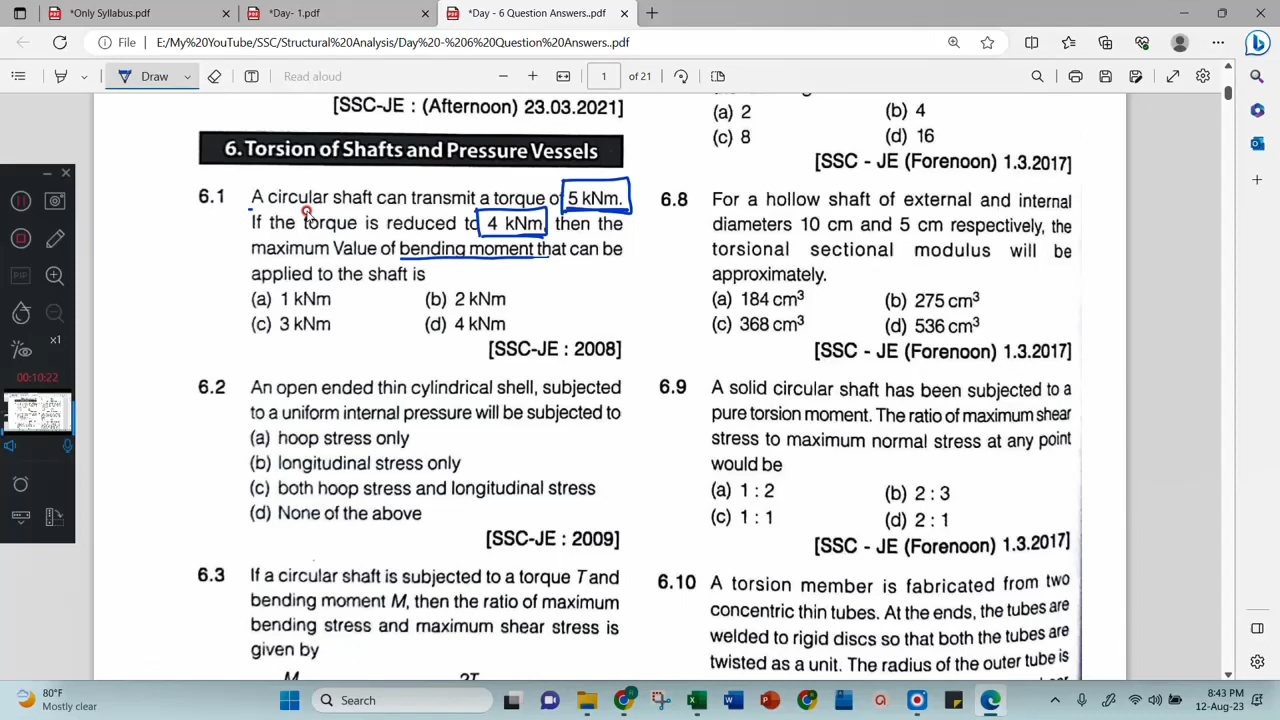 *Only Syllabus.pdf
*Day- 1.pdf
*Day - 6 Question Answers..pdf
File
E:/My%20YouTube/SSC/Structural%20Analysis/Day%20-%206%20Question%20Answers..pdf
Draw
Read aloud
1
of 21
[SSC-JE : (Afternoon) 23.03.2021]
6. Torsion of Shafts and Pressure Vessels
6.1 A circular shaft can transmit a torque of 5 kNm.
If the torque is reduced to 4 kNm, then the
maximum Value of bending moment that can be
applied to the shaft is
(a) 1 kNm (b) 2 kNm
(c) 3 kNm (d) 4 kNm
[SSC-JE : 2008]
6.2 An open ended thin cylindrical shell, subjected
to a uniform internal pressure will be subjected to
(a) hoop stress only
(b) longitudinal stress only
(c) both hoop stress and longitudinal stress
(d) None of the above
[SSC-JE : 2009]
6.3 If a circular shaft is subjected to a torque T and
bending moment M, then the ratio of maximum
bending stress and maximum shear stress is
given by
M 2T
(a) 2 (b) 4
(c) 8 (d) 16
[SSC - JE (Forenoon) 1.3.2017]
6.8 For a hollow shaft of external and internal
diameters 10 cm and 5 cm respectively, the
torsional sectional modulus will be
approximately.
(a) 184 cm³ (b) 275 cm³
(c) 368 cm³ (d) 536 cm³
[SSC - JE (Forenoon) 1.3.2017]
6.9 A solid circular shaft has been subjected to a
pure torsion moment. The ratio of maximum shear
stress to maximum normal stress at any point
would be
(a) 1 : 2 (b) 2 : 3
(c) 1 : 1 (d) 2 : 1
[SSC - JE (Forenoon) 1.3.2017]
6.10 A torsion member is fabricated from two
concentric thin tubes. At the ends, the tubes are
welded to rigid discs so that both the tubes are
twisted as a unit. The radius of the outer tube is
PIP
x1
00:10:22
80°F
Mostly clear
Search
8:43 PM
12-Aug-23